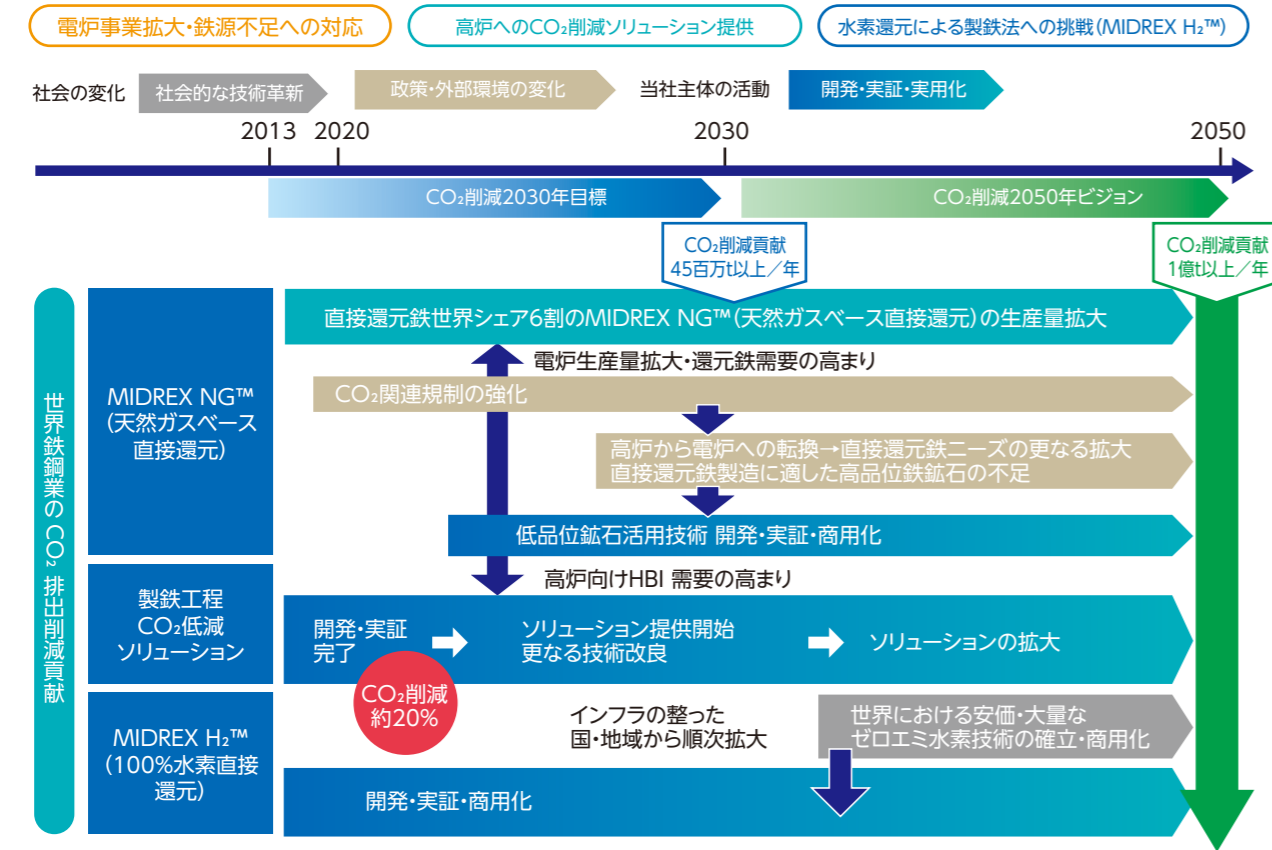 電炉事業拡大・鉄源不足への対応
高炉へのCO₂削減ソリューション提供
水素還元による製鉄法への挑戦(MIDREX H₂™)
社会の変化
社会的な技術革新
政策・外部環境の変化
当社主体の活動
開発・実証・実用化
2013
2020
2030
2050
CO₂削減2030年目標
CO₂削減2050年ビジョン
CO₂削減貢献
45百万t以上／年
CO₂削減貢献
1億t以上／年
世界鉄鋼業のCO₂排出削減貢献
MIDREX NG™
(天然ガスベース
直接還元)
直接還元鉄世界シェア6割のMIDREX NG™(天然ガスベース直接還元)の生産量拡大
電炉生産量拡大・還元鉄需要の高まり
CO₂関連規制の強化
高炉から電炉への転換→直接還元鉄ニーズの更なる拡大
直接還元鉄製造に適した高品位鉄鉱石の不足
低品位鉱石活用技術 開発・実証・商用化
高炉向けHBI 需要の高まり
製鉄工程
CO₂低減
ソリューション
開発・実証
完了
ソリューション提供開始
更なる技術改良
ソリューションの拡大
CO₂削減
約20%
MIDREX H₂™
(100%水素直接
還元)
インフラの整った
国・地域から順次拡大
世界における安価・大量な
ゼロエミ水素技術の確立・商用化
開発・実証・商用化